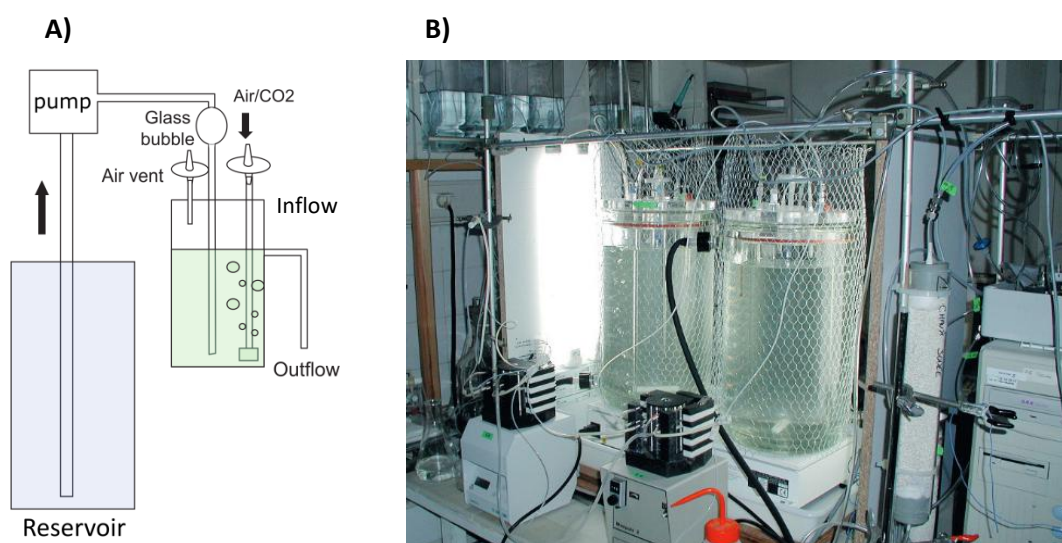 A)
B)
pump
Air/CO2
Glass
bubble
Air vent
Inflow
Outflow
Reservoir